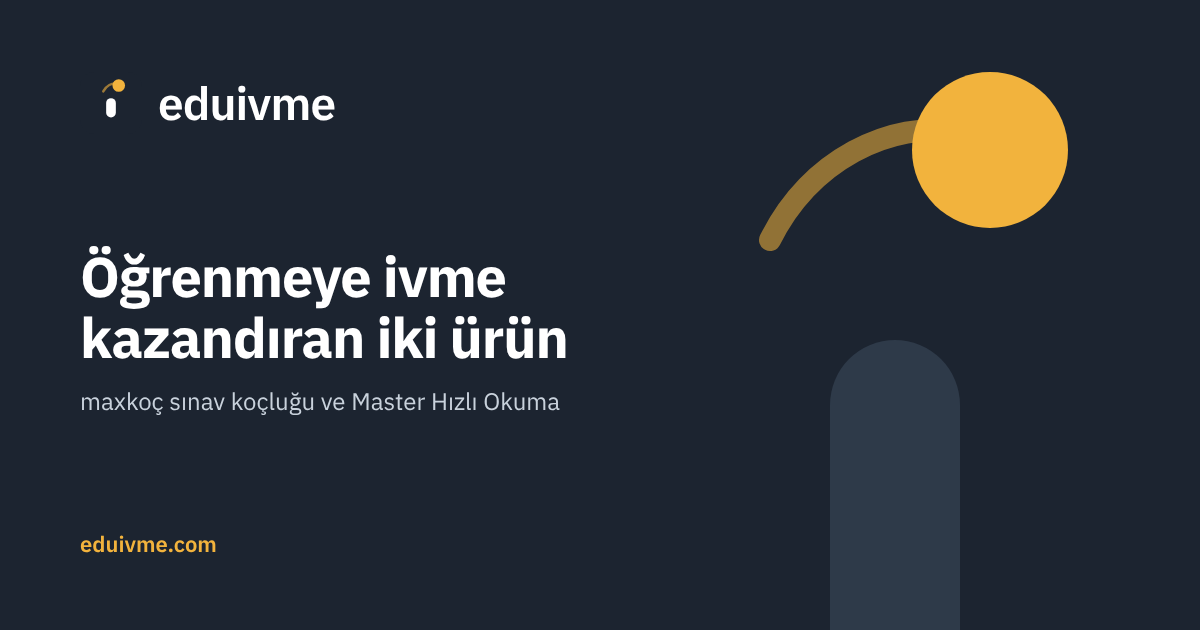 eduivme
Öğrenmeye ivme
kazandıran iki ürün
maxkoç sınav koçluğu ve Master Hızlı Okuma
eduivme.com